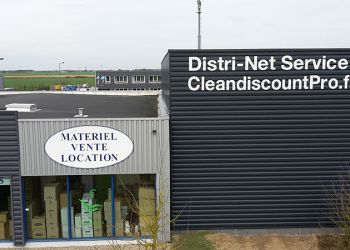 Distri-Net Service
CleandiscountPro.f
MATERIEL
VENTE
LOCATION